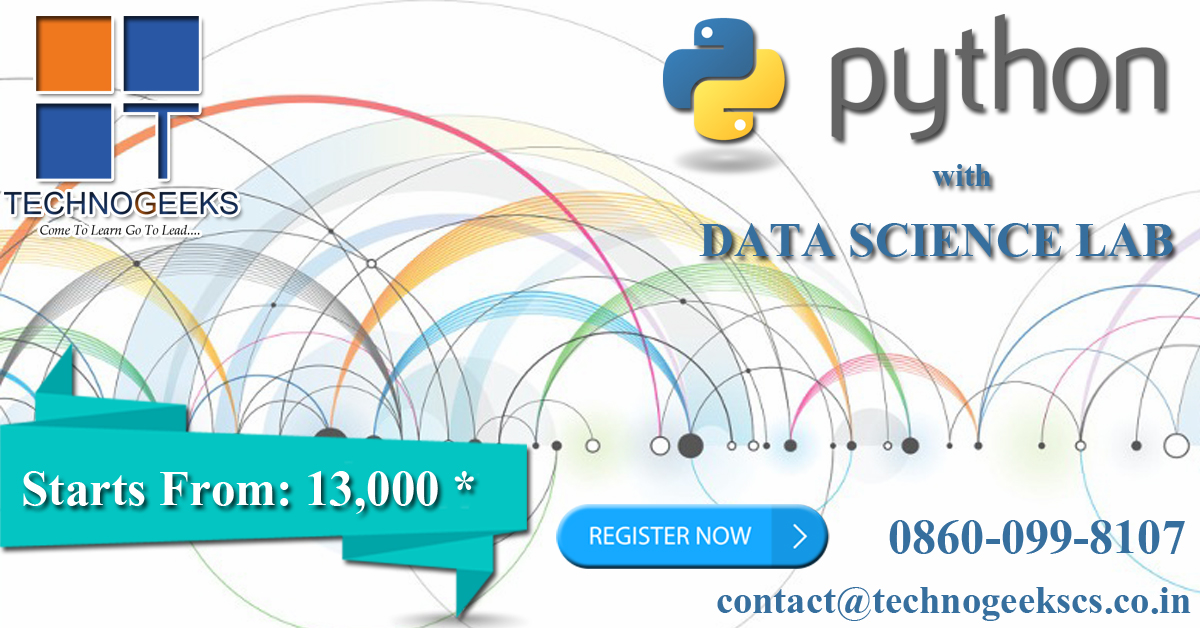 TECHNOGEEKS
Come To Learn Go To Lead....
python
with
DATA SCIENCE LAB
Starts From: 13,000 *
REGISTER NOW
0860-099-8107
contact@technogeekscs.co.in